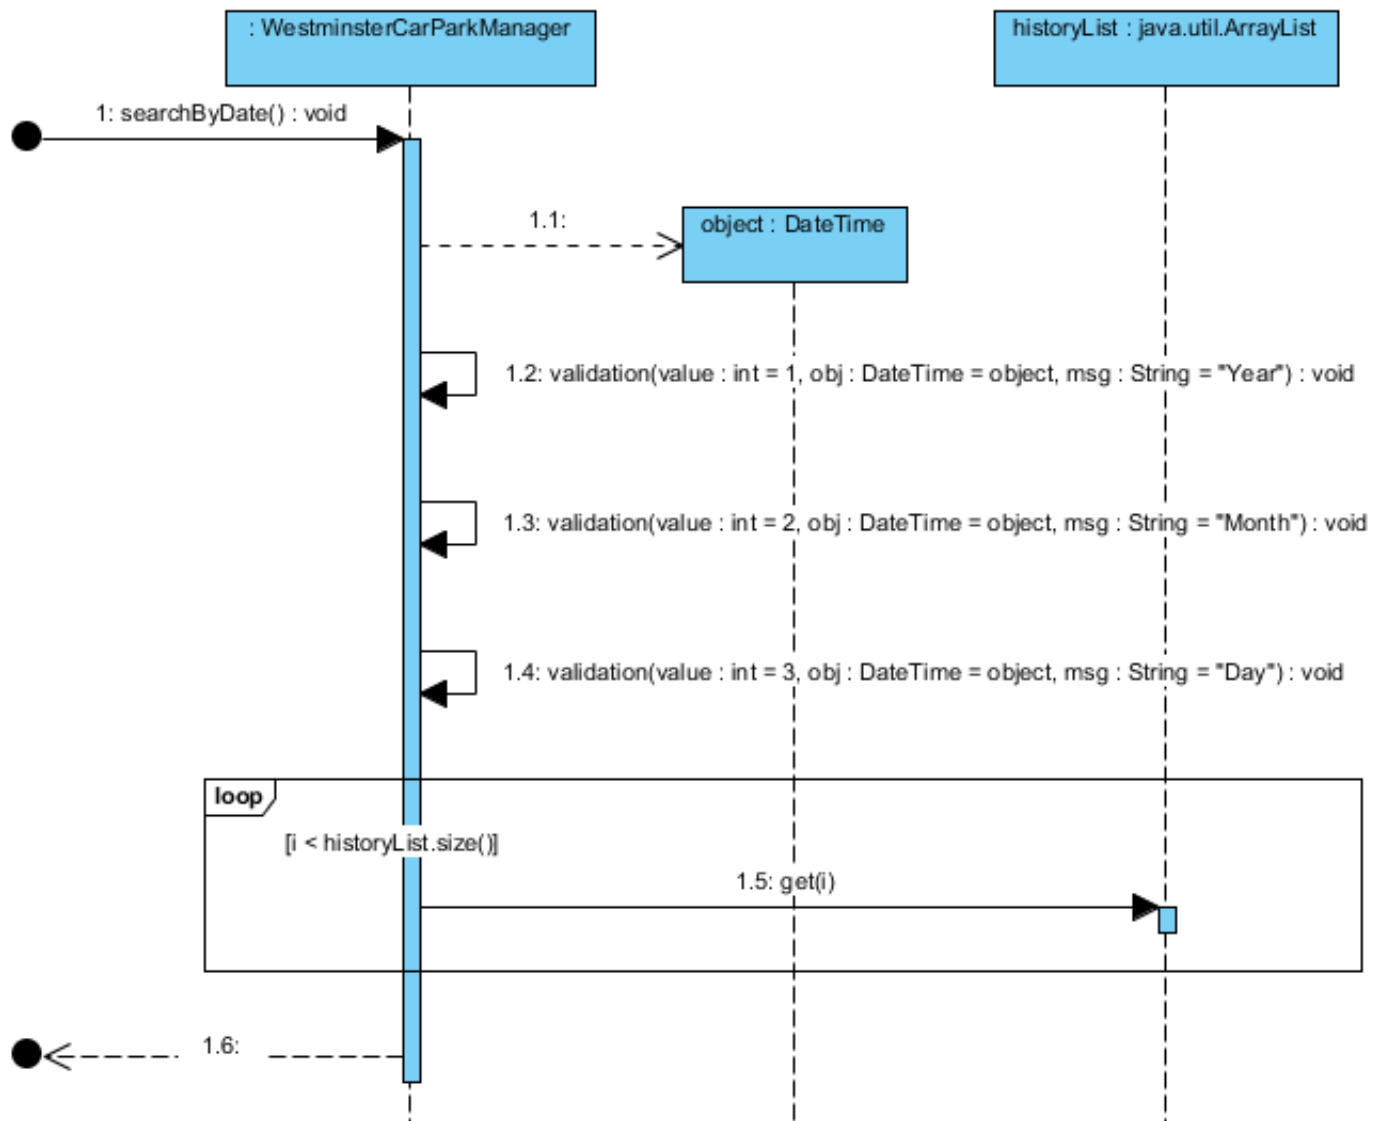 : WestminsterCarParkManager
historyList : java.util.ArrayList
1: searchByDate() : void
1.1:
object : DateTime
1.2: validation(value : int = 1, obj : DateTime = object, msg : String = "Year") : void
1.3: validation(value : int = 2, obj : DateTime = object, msg : String = "Month") : void
1.4: validation(value : int = 3, obj : DateTime = object, msg : String = "Day") : void
loop
[i < historyList.size()]
1.5: get(i)
1.6: